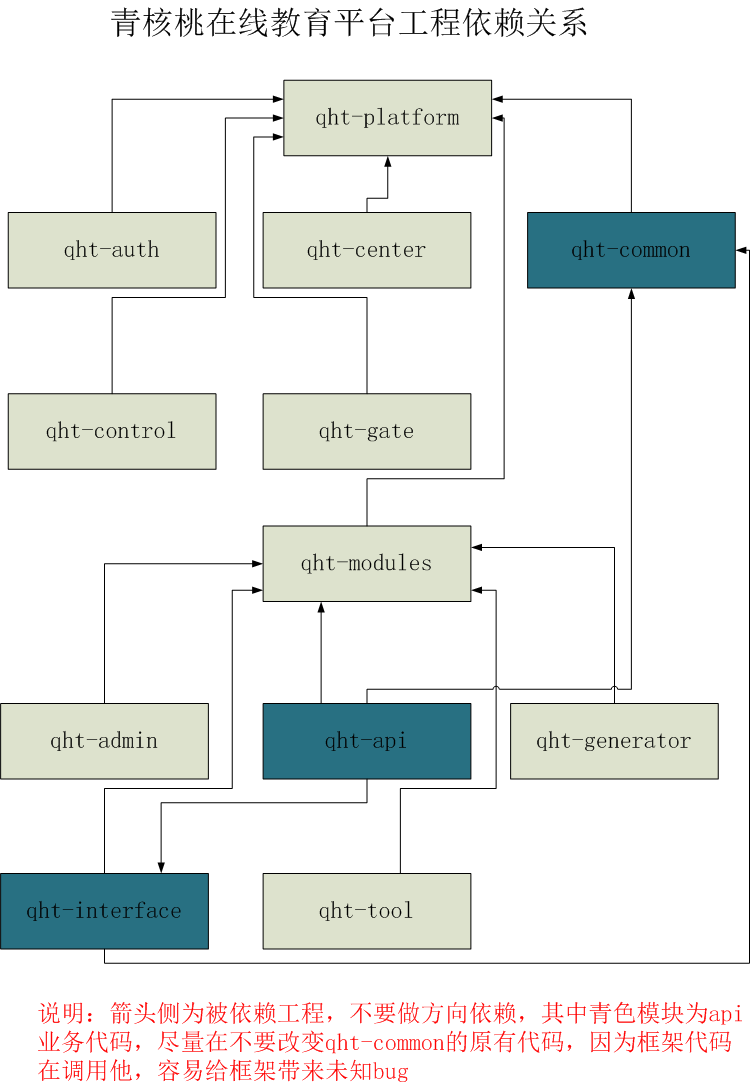 青核桃在线教育平台工程依赖关系
qht-platform
qht-auth
qht-center
qht-common
qht-control
qht-gate
qht-modules
qht-admin
qht-api
qht-generator
qht-interface
qht-tool
说明：箭头侧为被依赖工程，不要做方向依赖，其中青色模块为api
业务代码，尽量在不要改变qht-common的原有代码，因为框架代码
在调用他，容易给框架带来未知bug